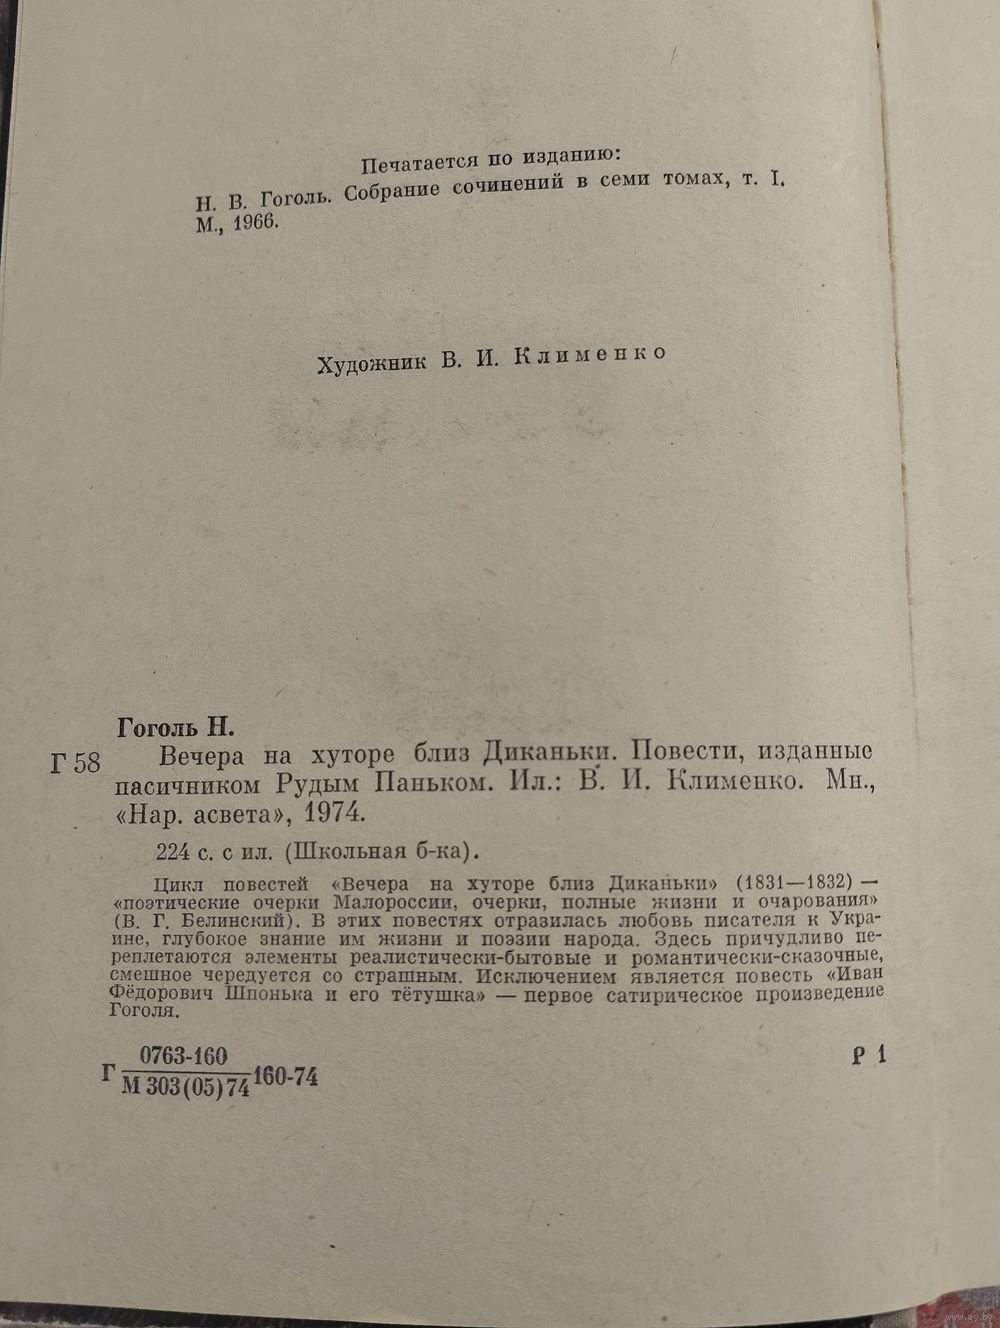 Печатается по изданию:
Н. В. Гоголь. Собрание сочинений в семи томах, т. I.
М., 1966.
Художник В. И. Клименко
Гоголь Н.
Г 58
Вечера на хуторе близ Диканьки. Повести, изданные
пасичником Рудым Паньком. Ил.: В. И. Клименко. Мн.,
«Нар. асвета», 1974.
224 с. с ил. (Школьная б-ка).
Цикл повестей «Вечера на хуторе близ Диканьки» (1831—1832) —
«поэтические очерки Малороссии, очерки, полные жизни и очарования»
(В. Г. Белинский). В этих повестях отразилась любовь писателя к Укра-
ине, глубокое знание им жизни и поэзии народа. Здесь причудливо пе-
реплетаются элементы реалистически-бытовые и романтически-сказочные,
смешное чередуется со страшным. Исключением является повесть «Иван
Фёдорович Шпонька и его тётушка» — первое сатирическое произведение
Гоголя.
Г 0763-160
М 303(05)74 160-74
Р 1
www.ay.by